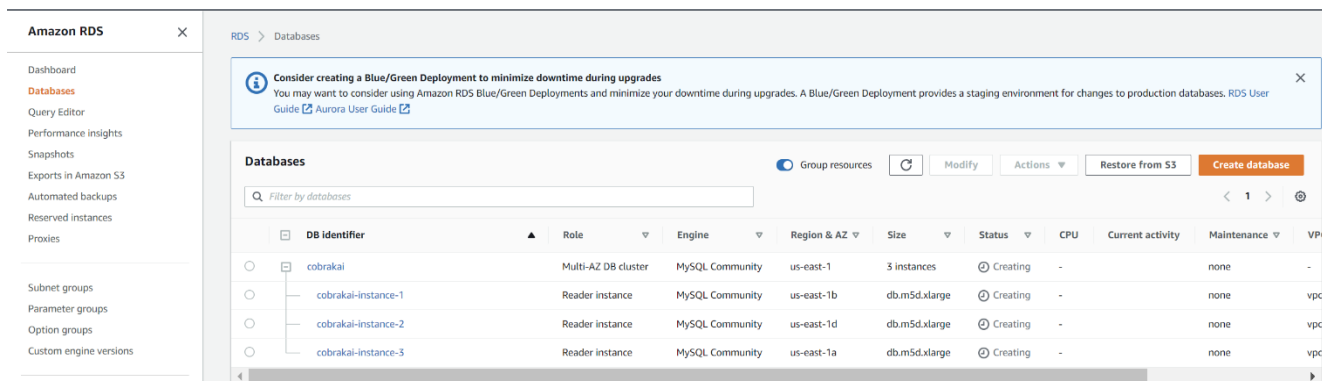 Amazon RDS
Dashboard
Databases
Query Editor
Performance insights
Snapshots
Exports in Amazon S3
Automated backups
Reserved instances
Proxies
Subnet groups
Parameter groups
Option groups
Custom engine versions
RDS > Databases
Consider creating a Blue/Green Deployment to minimize downtime during upgrades
You may want to consider using Amazon RDS Blue/Green Deployments and minimize your downtime during upgrades. A Blue/Green Deployment provides a staging environment for changes to production databases. RDS User
Guide Aurora User Guide
Databases Group resources Modify Actions Restore from S3 Create database
Filter by databases 1
DB identifier Role Engine Region & AZ Size Status CPU Current activity Maintenance VP
cobrakai Multi-AZ DB cluster MySQL Community us-east-1 3 instances Creating - none -
cobrakai-instance-1 Reader instance MySQL Community us-east-1b db.m5d.xlarge Creating - none vpc
cobrakai-instance-2 Reader instance MySQL Community us-east-1d db.m5d.xlarge Creating - none vpc
cobrakai-instance-3 Reader instance MySQL Community us-east-1a db.m5d.xlarge Creating - none vpc